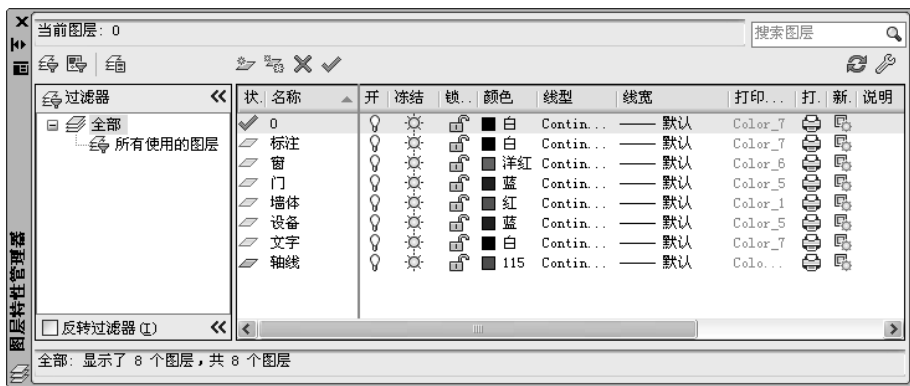 当前图层: 0
搜索图层
过滤器
全部
所有使用的图层
反转过滤器(I)
状. 名称 开 冻结 锁.. 颜色 线型 线宽 打印... 打. 新. 说明
0 白 Contin... 默认 Color_7
标注 白 Contin... 默认 Color_7
窗 洋红 Contin... 默认 Color_6
门 蓝 Contin... 默认 Color_5
墙体 红 Contin... 默认 Color_1
设备 蓝 Contin... 默认 Color_5
文字 白 Contin... 默认 Color_7
轴线 115 Contin... 默认 Colo...
全部: 显示了 8 个图层,共 8 个图层
图层特性管理器